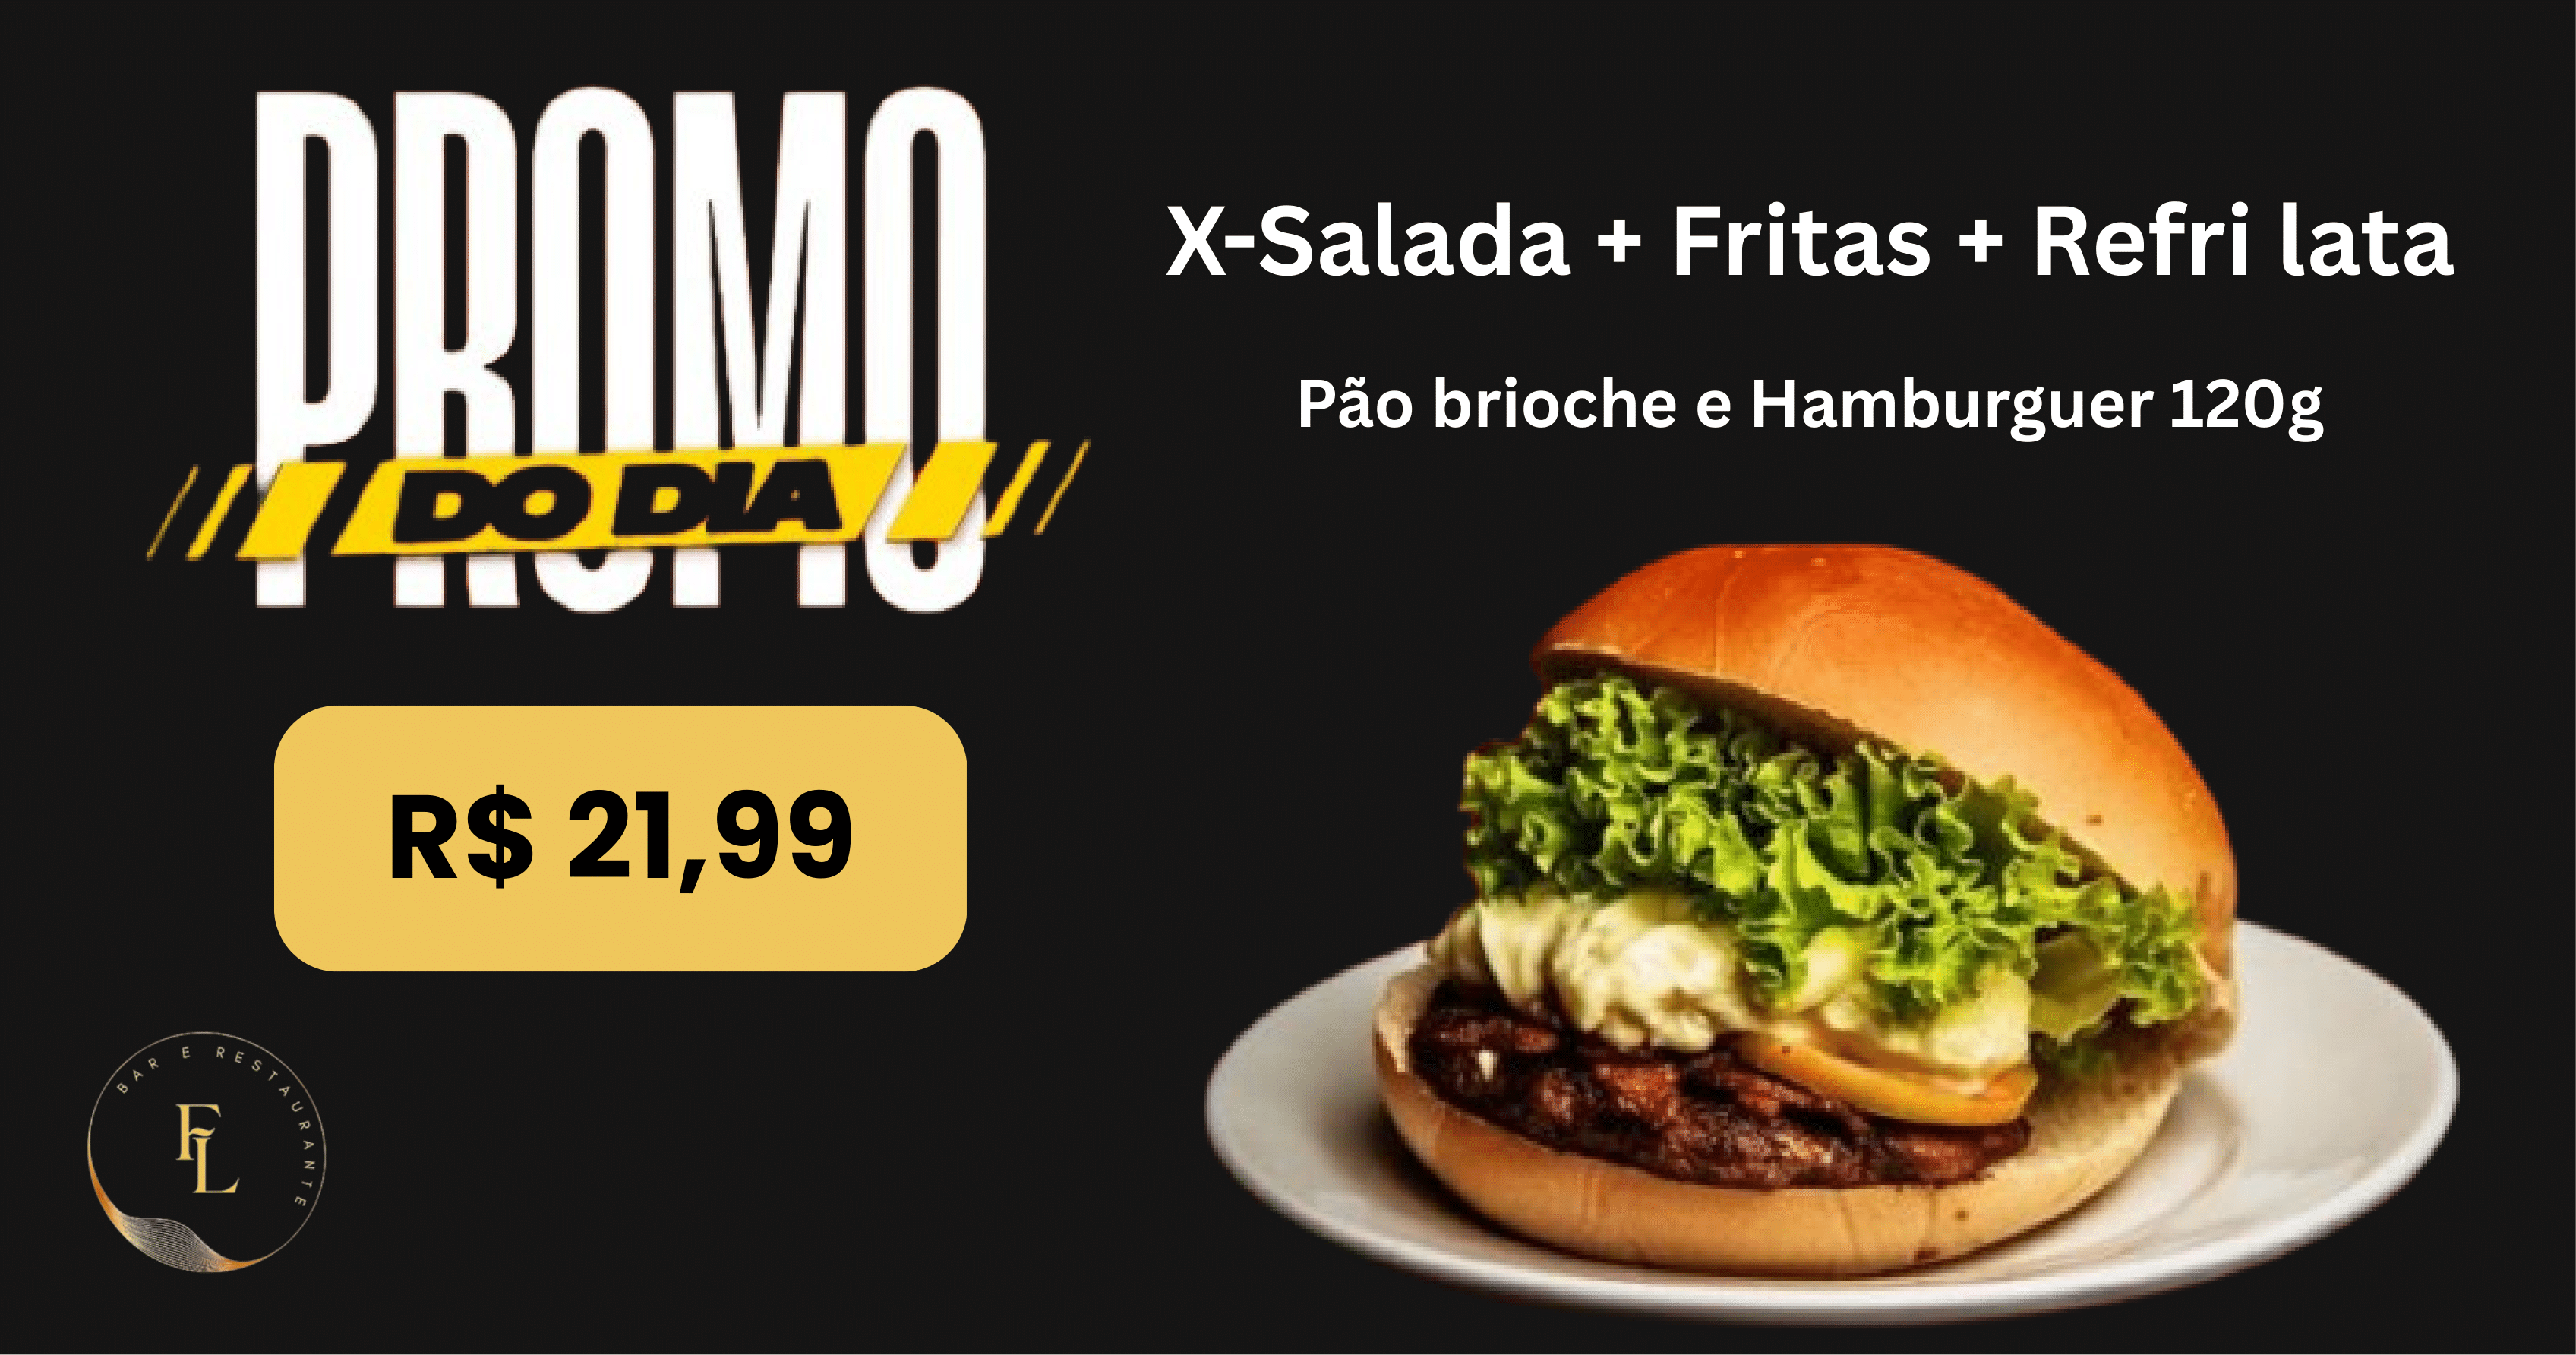 PROMO
DO DIA
X-Salada + Fritas + Refri lata
Pão brioche e Hamburguer 120g
R$ 21,99
BAR E RESTAURANTE
FL